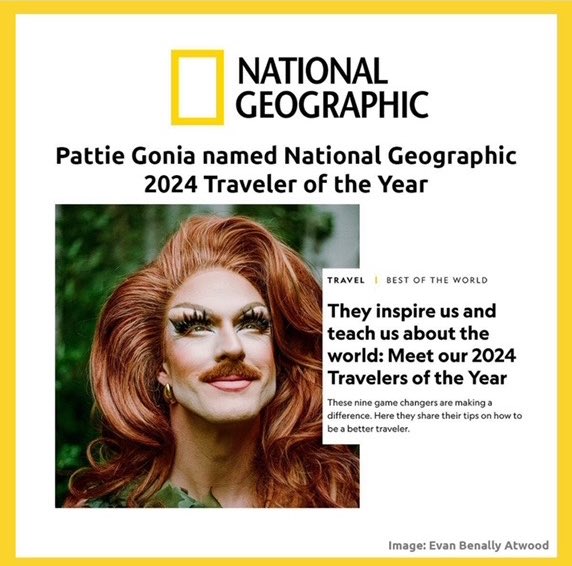 NATIONAL
GEOGRAPHIC
Pattie Gonia named National Geographic
2024 Traveler of the Year
TRAVEL | BEST OF THE WORLD
They inspire us and
teach us about the
world: Meet our 2024
Travelers of the Year
These nine game changers are making a
difference. Here they share their tips on how to
be a better traveler.
Image: Evan Benally Atwood